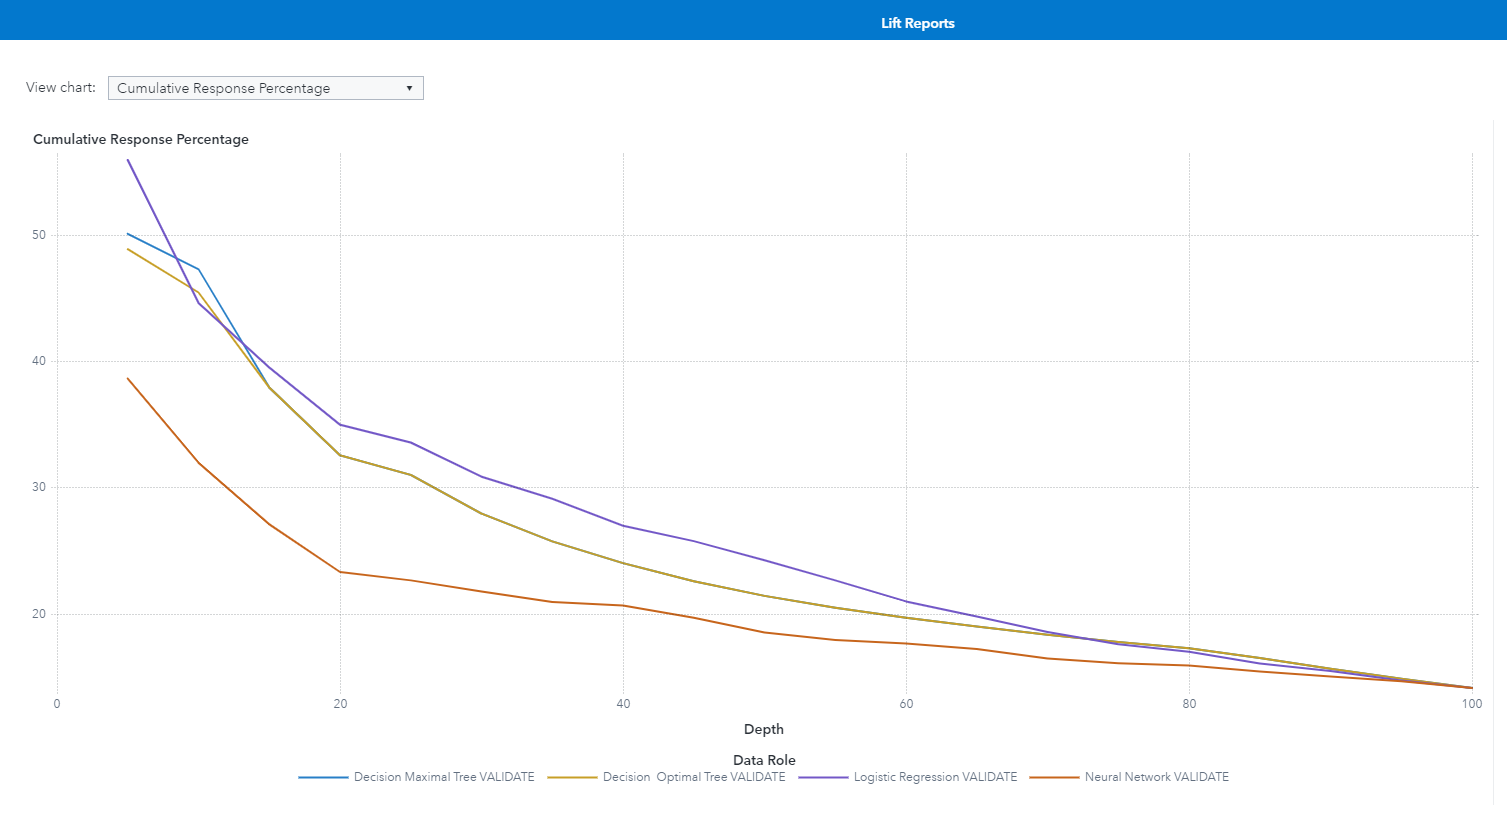 Lift Reports
View chart: Cumulative Response Percentage
Cumulative Response Percentage
50
40
30
20
0 20 40 60 80 100
Depth
Data Role
Decision Maximal Tree VALIDATE Decision  Optimal Tree VALIDATE Logistic Regression VALIDATE Neural Network VALIDATE